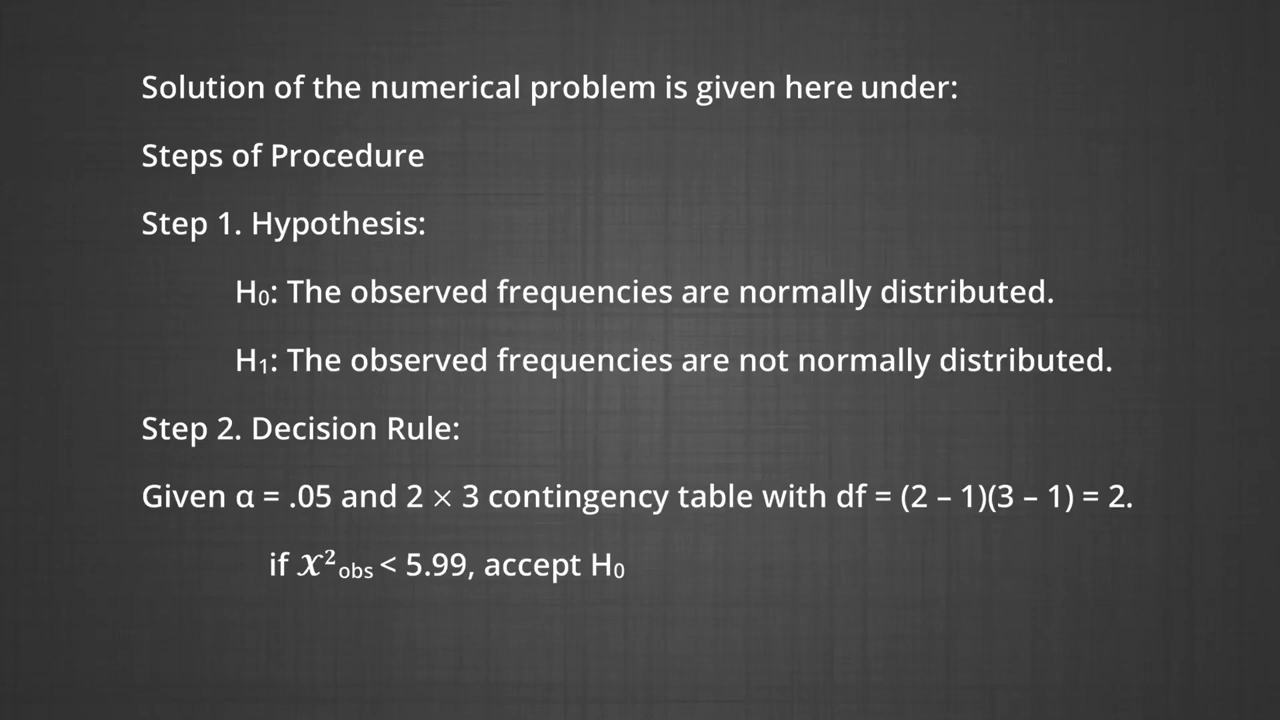 Solution of the numerical problem is given here under:
Steps of Procedure
Step 1. Hypothesis:
H₀: The observed frequencies are normally distributed.
H₁: The observed frequencies are not normally distributed.
Step 2. Decision Rule:
Given α = .05 and 2 × 3 contingency table with df = (2 – 1)(3 – 1) = 2.
if 𝑋²obs < 5.99, accept H₀